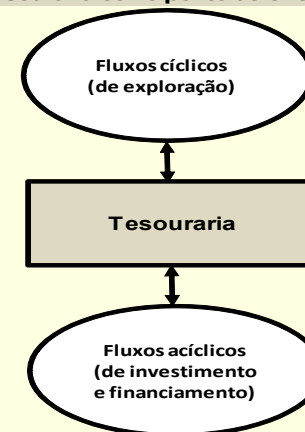 Fluxos cíclicos
(de exploração)
Tesouraria
Fluxos acíclicos
(de investimento
e financiamento)